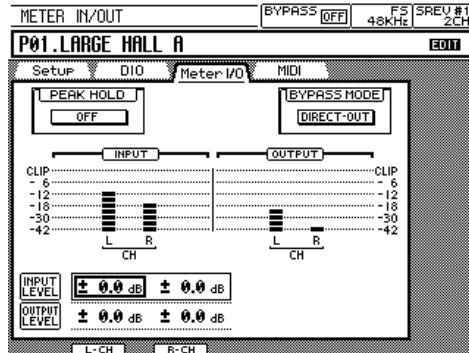 METER IN/OUT BYPASS OFF FS 48KHz SREV#1 2CH
P01.LARGE HALL A EDIT
Setup DIO Meter I/O MIDI
PEAK HOLD BYPASS MODE
OFF DIRECT-OUT
INPUT OUTPUT
CLIP CLIP
- 6 - 6
-12 -12
-18 -18
-30 -30
-42 -42
L R L R
CH CH
INPUT LEVEL ± 0.0 dB ± 0.0 dB
OUTPUT LEVEL ± 0.0 dB ± 0.0 dB
L-CH R-CH